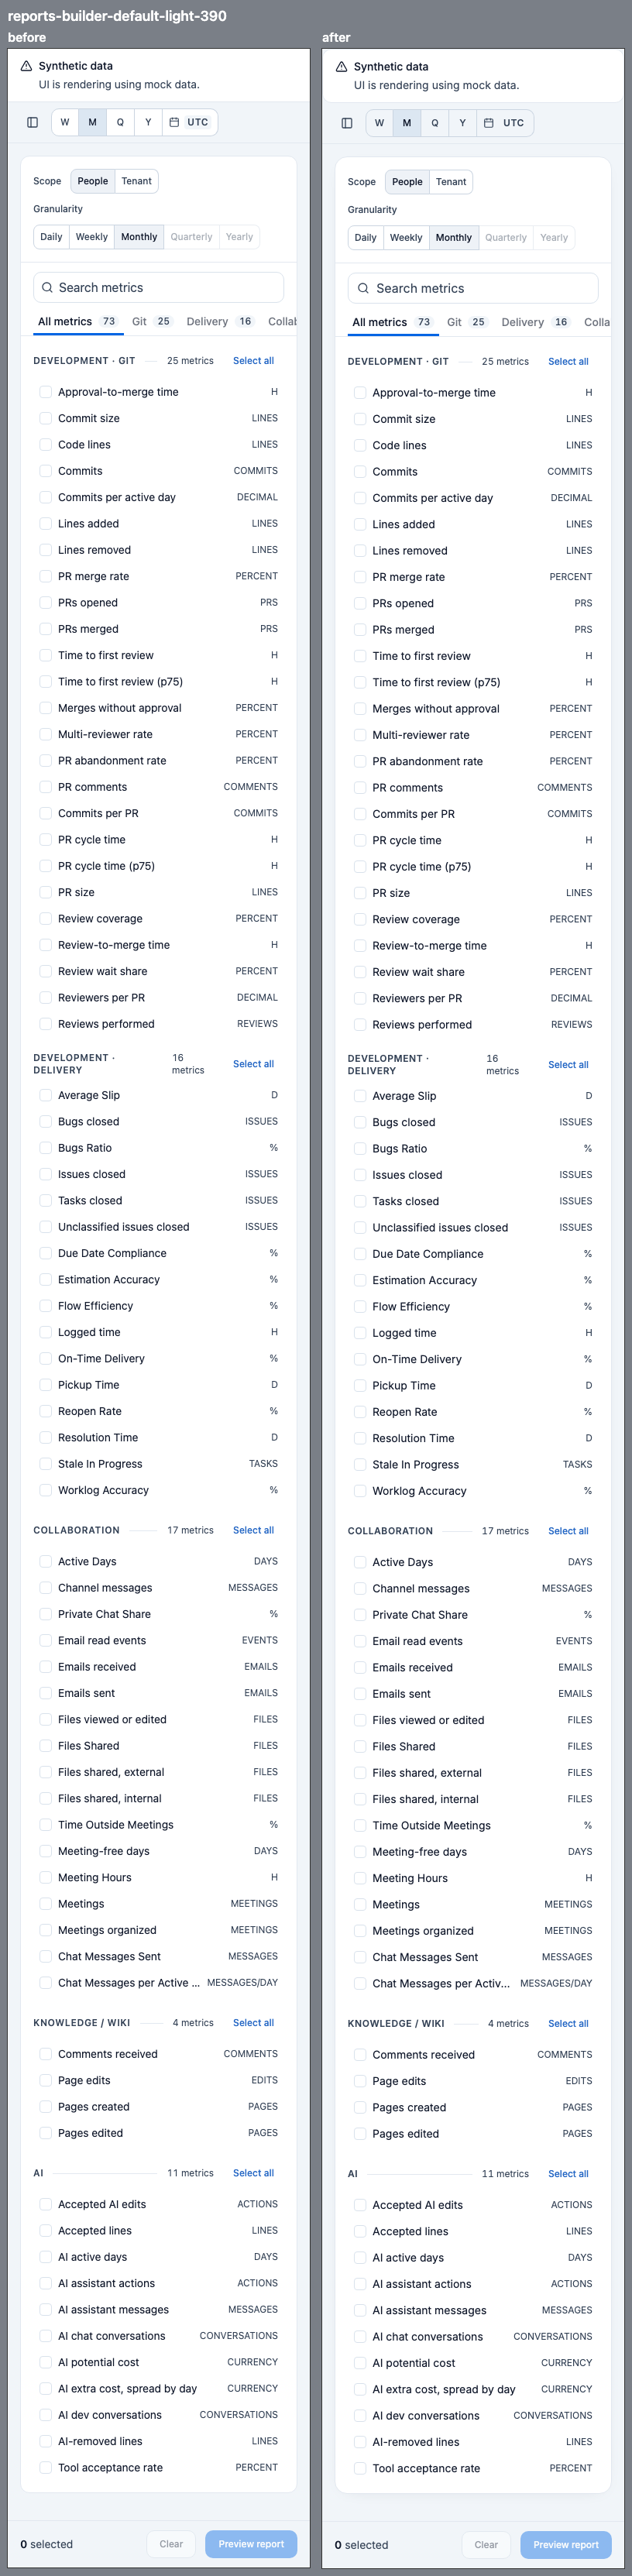 reports-builder-default-light-390
before
Synthetic data
UI is rendering using mock data.
W M Q Y UTC
Scope People Tenant
Granularity
Daily Weekly Monthly Quarterly Yearly
Search metrics
All metrics 73 Git 25 Delivery 16 Collab
DEVELOPMENT · GIT 25 metrics Select all
Approval-to-merge time H
Commit size LINES
Code lines LINES
Commits COMMITS
Commits per active day DECIMAL
Lines added LINES
Lines removed LINES
PR merge rate PERCENT
PRs opened PRS
PRs merged PRS
Time to first review H
Time to first review (p75) H
Merges without approval PERCENT
Multi-reviewer rate PERCENT
PR abandonment rate PERCENT
PR comments COMMENTS
Commits per PR COMMITS
PR cycle time H
PR cycle time (p75) H
PR size LINES
Review coverage PERCENT
Review-to-merge time H
Review wait share PERCENT
Reviewers per PR DECIMAL
Reviews performed REVIEWS
DEVELOPMENT · DELIVERY 16 metrics Select all
Average Slip D
Bugs closed ISSUES
Bugs Ratio %
Issues closed ISSUES
Tasks closed ISSUES
Unclassified issues closed ISSUES
Due Date Compliance %
Estimation Accuracy %
Flow Efficiency %
Logged time H
On-Time Delivery %
Pickup Time D
Reopen Rate %
Resolution Time D
Stale In Progress TASKS
Worklog Accuracy %
COLLABORATION 17 metrics Select all
Active Days DAYS
Channel messages MESSAGES
Private Chat Share %
Email read events EVENTS
Emails received EMAILS
Emails sent EMAILS
Files viewed or edited FILES
Files Shared FILES
Files shared, external FILES
Files shared, internal FILES
Time Outside Meetings %
Meeting-free days DAYS
Meeting Hours H
Meetings MEETINGS
Meetings organized MEETINGS
Chat Messages Sent MESSAGES
Chat Messages per Active ... MESSAGES/DAY
KNOWLEDGE / WIKI 4 metrics Select all
Comments received COMMENTS
Page edits EDITS
Pages created PAGES
Pages edited PAGES
AI 11 metrics Select all
Accepted AI edits ACTIONS
Accepted lines LINES
AI active days DAYS
AI assistant actions ACTIONS
AI assistant messages MESSAGES
AI chat conversations CONVERSATIONS
AI potential cost CURRENCY
AI extra cost, spread by day CURRENCY
AI dev conversations CONVERSATIONS
AI-removed lines LINES
Tool acceptance rate PERCENT
0 selected Clear Preview report
after
Synthetic data
UI is rendering using mock data.
W M Q Y UTC
Scope People Tenant
Granularity
Daily Weekly Monthly Quarterly Yearly
Search metrics
All metrics 73 Git 25 Delivery 16 Colla
DEVELOPMENT · GIT 25 metrics Select all
Approval-to-merge time H
Commit size LINES
Code lines LINES
Commits COMMITS
Commits per active day DECIMAL
Lines added LINES
Lines removed LINES
PR merge rate PERCENT
PRs opened PRS
PRs merged PRS
Time to first review H
Time to first review (p75) H
Merges without approval PERCENT
Multi-reviewer rate PERCENT
PR abandonment rate PERCENT
PR comments COMMENTS
Commits per PR COMMITS
PR cycle time H
PR cycle time (p75) H
PR size LINES
Review coverage PERCENT
Review-to-merge time H
Review wait share PERCENT
Reviewers per PR DECIMAL
Reviews performed REVIEWS
DEVELOPMENT · DELIVERY 16 metrics Select all
Average Slip D
Bugs closed ISSUES
Bugs Ratio %
Issues closed ISSUES
Tasks closed ISSUES
Unclassified issues closed ISSUES
Due Date Compliance %
Estimation Accuracy %
Flow Efficiency %
Logged time H
On-Time Delivery %
Pickup Time D
Reopen Rate %
Resolution Time D
Stale In Progress TASKS
Worklog Accuracy %
COLLABORATION 17 metrics Select all
Active Days DAYS
Channel messages MESSAGES
Private Chat Share %
Email read events EVENTS
Emails received EMAILS
Emails sent EMAILS
Files viewed or edited FILES
Files Shared FILES
Files shared, external FILES
Files shared, internal FILES
Time Outside Meetings %
Meeting-free days DAYS
Meeting Hours H
Meetings MEETINGS
Meetings organized MEETINGS
Chat Messages Sent MESSAGES
Chat Messages per Activ... MESSAGES/DAY
KNOWLEDGE / WIKI 4 metrics Select all
Comments received COMMENTS
Page edits EDITS
Pages created PAGES
Pages edited PAGES
AI 11 metrics Select all
Accepted AI edits ACTIONS
Accepted lines LINES
AI active days DAYS
AI assistant actions ACTIONS
AI assistant messages MESSAGES
AI chat conversations CONVERSATIONS
AI potential cost CURRENCY
AI extra cost, spread by day CURRENCY
AI dev conversations CONVERSATIONS
AI-removed lines LINES
Tool acceptance rate PERCENT
0 selected Clear Preview report